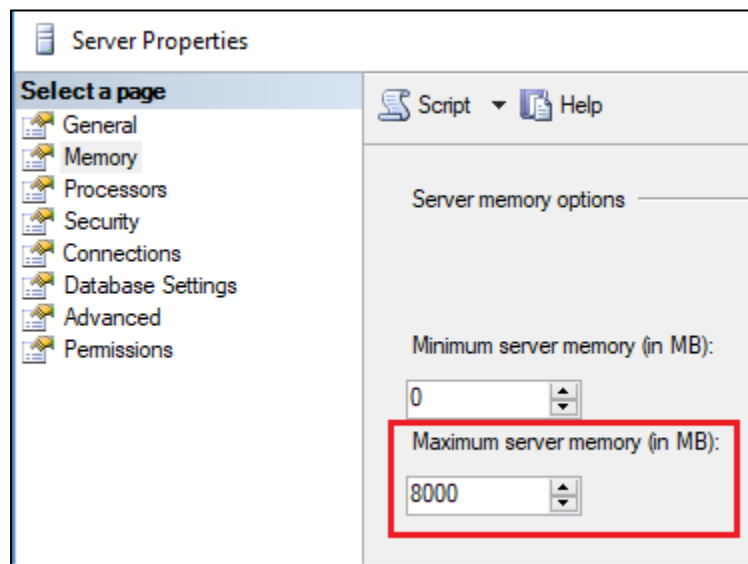 Server Properties
Select a page
General
Memory
Processors
Security
Connections
Database Settings
Advanced
Permissions
Script Help
Server memory options
Minimum server memory (in MB):
0
Maximum server memory (in MB):
8000